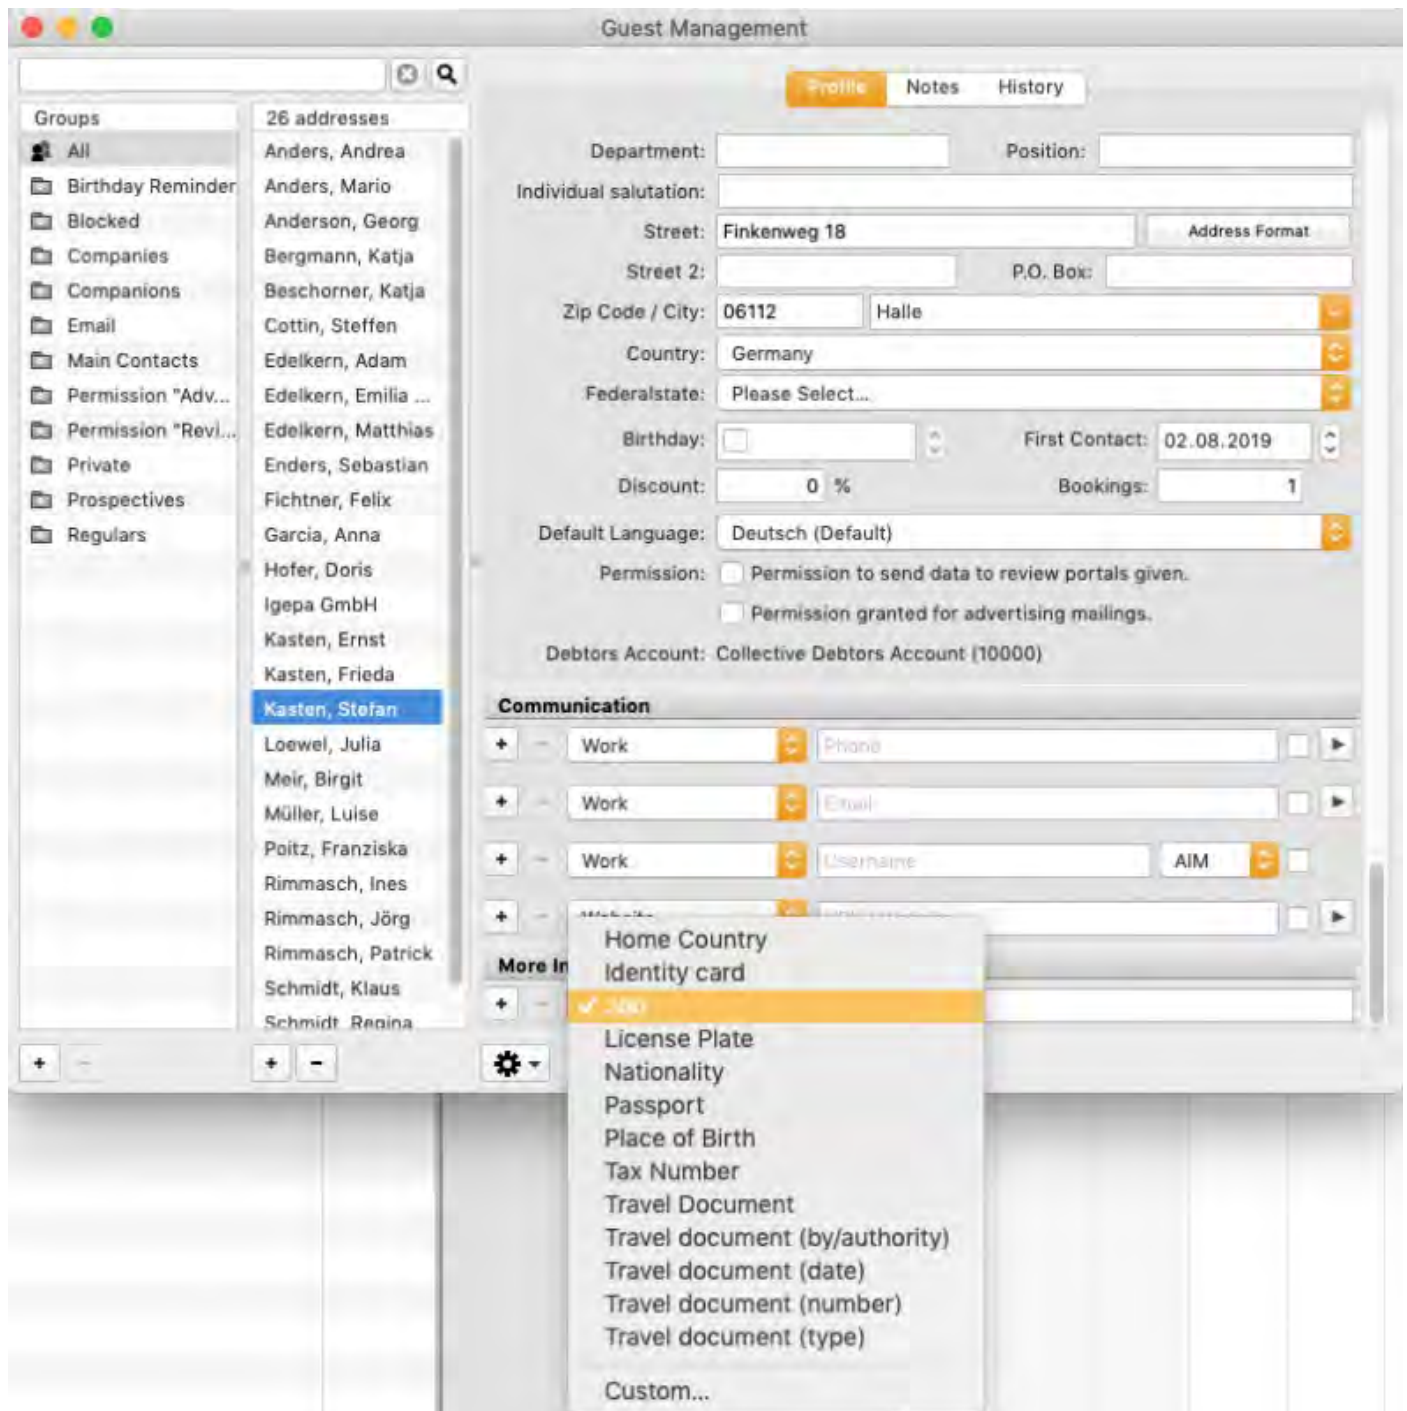 Guest Management
Profile Notes History
Groups
All
Birthday Reminder
Blocked
Companies
Companions
Email
Main Contacts
Permission "Adv...
Permission "Revi...
Private
Prospectives
Regulars
26 addresses
Anders, Andrea
Anders, Mario
Anderson, Georg
Bergmann, Katja
Beschorner, Katja
Cottin, Steffen
Edelkern, Adam
Edelkern, Emilia ...
Edelkern, Matthias
Enders, Sebastian
Fichtner, Felix
Garcia, Anna
Hofer, Doris
Igepa GmbH
Kasten, Ernst
Kasten, Frieda
Kasten, Stefan
Loewel, Julia
Meir, Birgit
Müller, Luise
Poitz, Franziska
Rimmasch, Ines
Rimmasch, Jörg
Rimmasch, Patrick
Schmidt, Klaus
Schmidt, Regina
Department: Position:
Individual salutation:
Street: Finkenweg 18 Address Format
Street 2: P.O. Box:
Zip Code / City: 06112 Halle
Country: Germany
Federalstate: Please Select...
Birthday: First Contact: 02.08.2019
Discount: 0 % Bookings: 1
Default Language: Deutsch (Default)
Permission: Permission to send data to review portals given.
Permission granted for advertising mailings.
Debtors Account: Collective Debtors Account (10000)
Communication
+ - Work Phone
+ - Work Email
+ - Work Username AIM
+ - Website
More In
+ -
Home Country
Identity card
License Plate
Nationality
Passport
Place of Birth
Tax Number
Travel Document
Travel document (by/authority)
Travel document (date)
Travel document (number)
Travel document (type)
Custom...
+ -
+ -